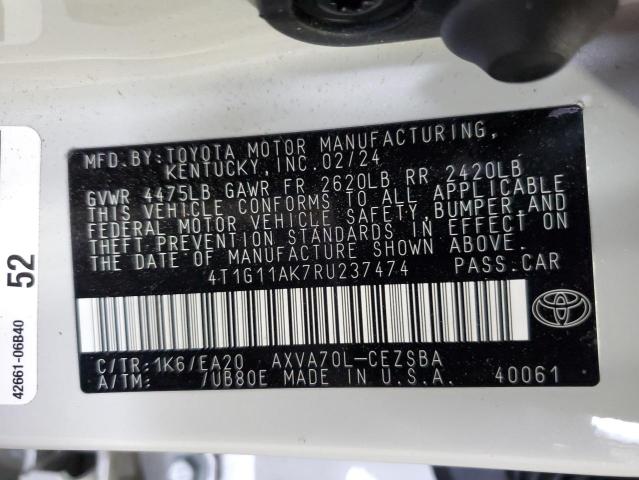 MFD.BY:TOYOTA MOTOR MANUFACTURING,
KENTUCKY,INC.02/24
GVWR 4475LB GAWR FR 2620LB RR 2420LB
THIS VEHICLE CONFORMS TO ALL APPLICABLE
FEDERAL MOTOR VEHICLE SAFETY,BUMPER AND
THEFT PREVENTION STANDARDS IN EFFECT ON
THE DATE OF MANUFACTURE SHOWN ABOVE.
4T1G11AK7RU237474 PASS.CAR
C/TR:1K6/EA20 AXVA70L-CEZSBA
A/TM: /UB80E MADE IN U.S.A. 40061
52
42661-06B40